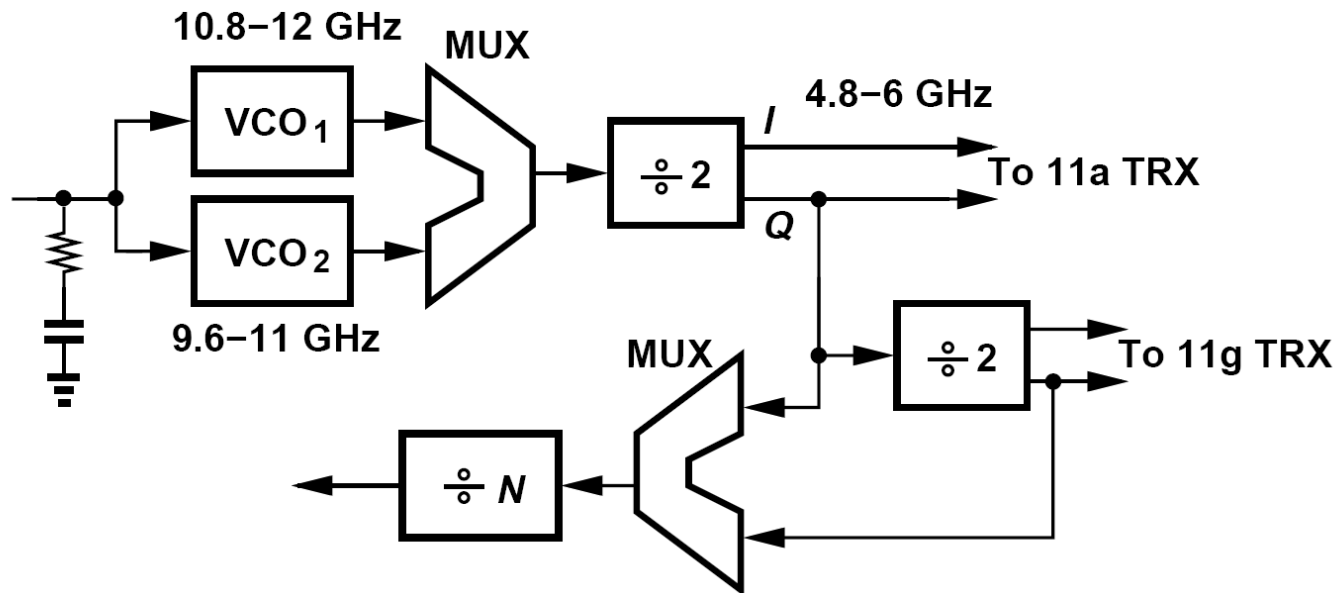 10.8−12 GHz
MUX
VCO1
I
4.8−6 GHz
÷ 2
To 11a TRX
VCO2
Q
9.6−11 GHz
MUX
÷ 2
To 11g TRX
÷ N